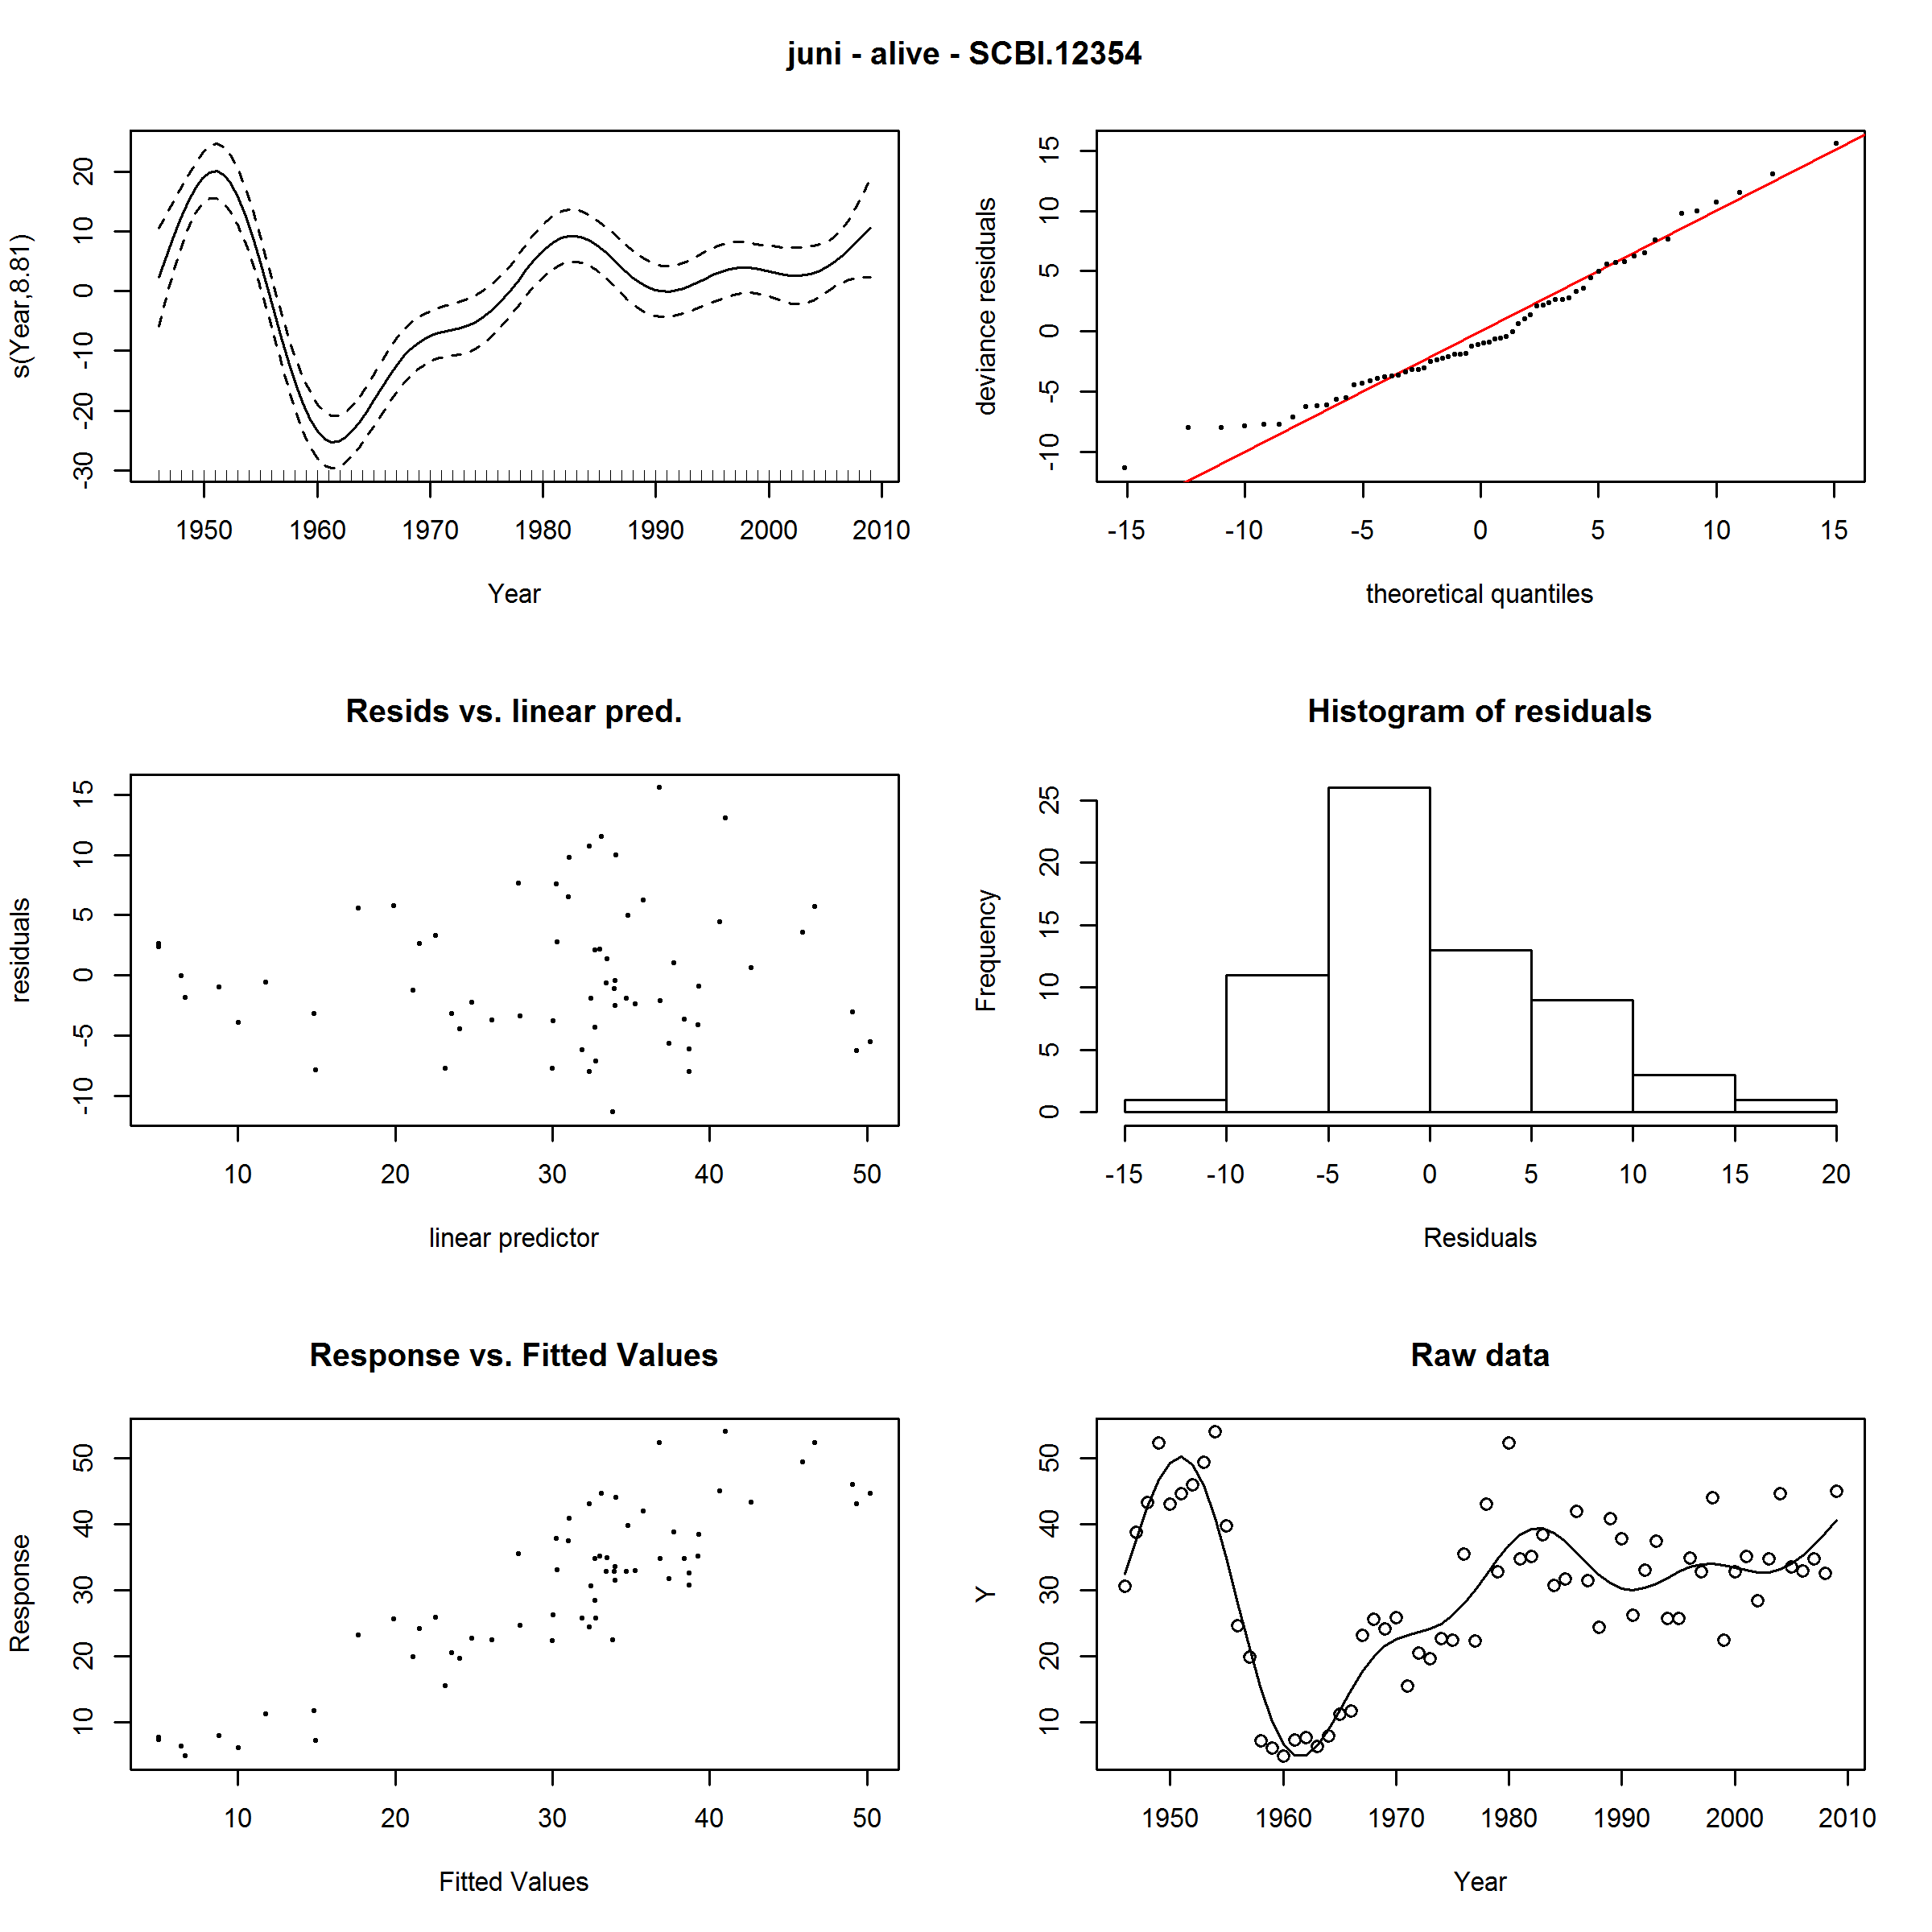 juni - alive - SCBI.12354
s(Year,8.81)
-30 -20 -10 0 10 20
1950 1960 1970 1980 1990 2000 2010
Year
deviance residuals
-10 -5 0 5 10 15
-15 -10 -5 0 5 10 15
theoretical quantiles
Resids vs. linear pred.
residuals
-10 -5 0 5 10 15
10 20 30 40 50
linear predictor
Histogram of residuals
Frequency
0 5 10 15 20 25
-15 -10 -5 0 5 10 15 20
Residuals
Response vs. Fitted Values
Response
10 20 30 40 50
10 20 30 40 50
Fitted Values
Raw data
Y
10 20 30 40 50
1950 1960 1970 1980 1990 2000 2010
Year